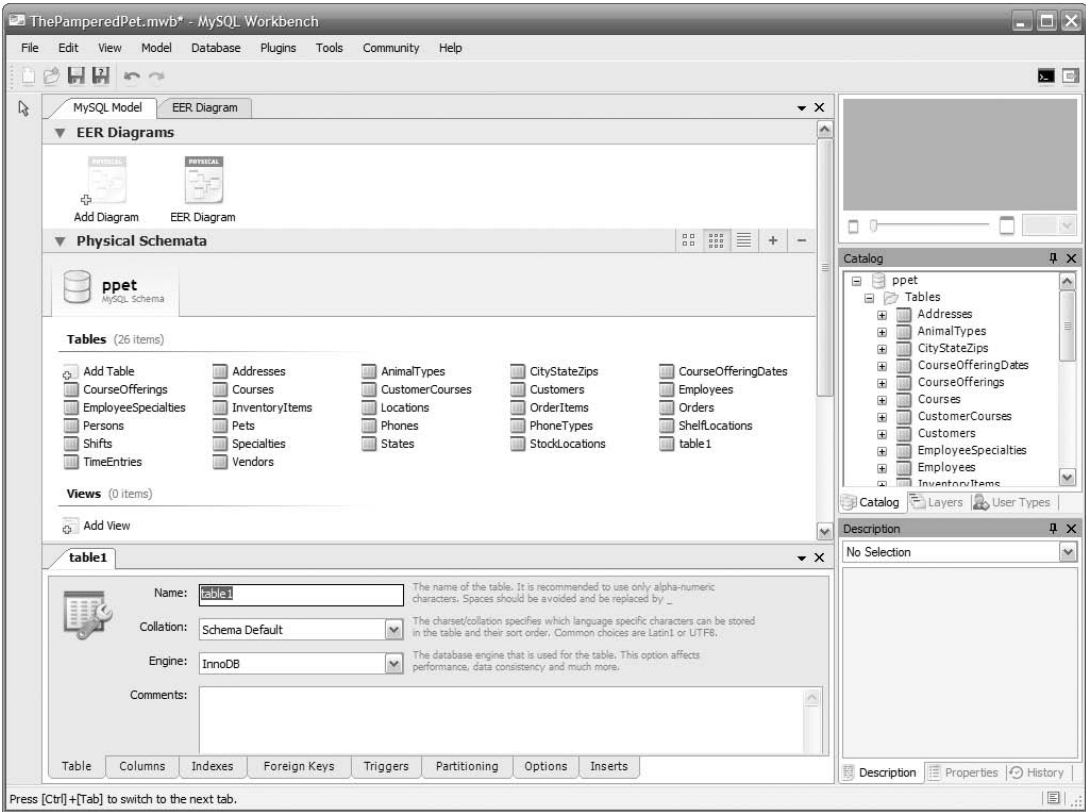 ThePamperedPet.mwb* - MySQL Workbench
File Edit View Model Database Plugins Tools Community Help
MySQL Model EER Diagram
EER Diagrams
PHYSICAL PHYSICAL
Add Diagram EER Diagram
Physical Schemata
ppet
MySQL Schema
Tables (26 items)
Add Table Addresses AnimalTypes CityStateZips CourseOfferingDates
CourseOfferings Courses CustomerCourses Customers Employees
EmployeeSpecialties InventoryItems Locations OrderItems Orders
Persons Pets Phones PhoneTypes ShelfLocations
Shifts Specialties States StockLocations table1
TimeEntries Vendors
Views (0 items)
Add View
table1
Name: table1
The name of the table. It is recommended to use only alpha-numeric
characters. Spaces should be avoided and be replaced by _
Collation: Schema Default
The charset/collation specifies which language specific characters can be stored
in the table and their sort order. Common choices are Latin1 or UTF8.
Engine: InnoDB
The database engine that is used for the table. This option affects
performance, data consistency and much more.
Comments:
Table Columns Indexes Foreign Keys Triggers Partitioning Options Inserts
Catalog
ppet
Tables
Addresses
AnimalTypes
CityStateZips
CourseOfferingDates
CourseOfferings
Courses
CustomerCourses
Customers
EmployeeSpecialties
Employees
InventoryItems
Catalog Layers User Types
Description
No Selection
Description Properties History
Press [Ctrl]+[Tab] to switch to the next tab.